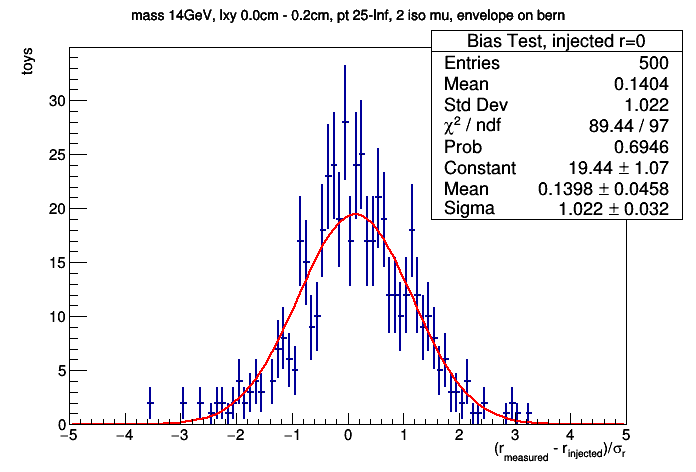 mass 14GeV, lxy 0.0cm - 0.2cm, pt 25-Inf, 2 iso mu, envelope on bern
Bias Test, injected r=0
Entries 500
Mean 0.1404
Std Dev 1.022
χ² / ndf 89.44 / 97
Prob 0.6946
Constant 19.44 ± 1.07
Mean 0.1398 ± 0.0458
Sigma 1.022 ± 0.032
toys
30
25
20
15
10
5
0
−5 −4 −3 −2 −1 0 1 2 3 4 5
(r_measured - r_injected)/σ_r